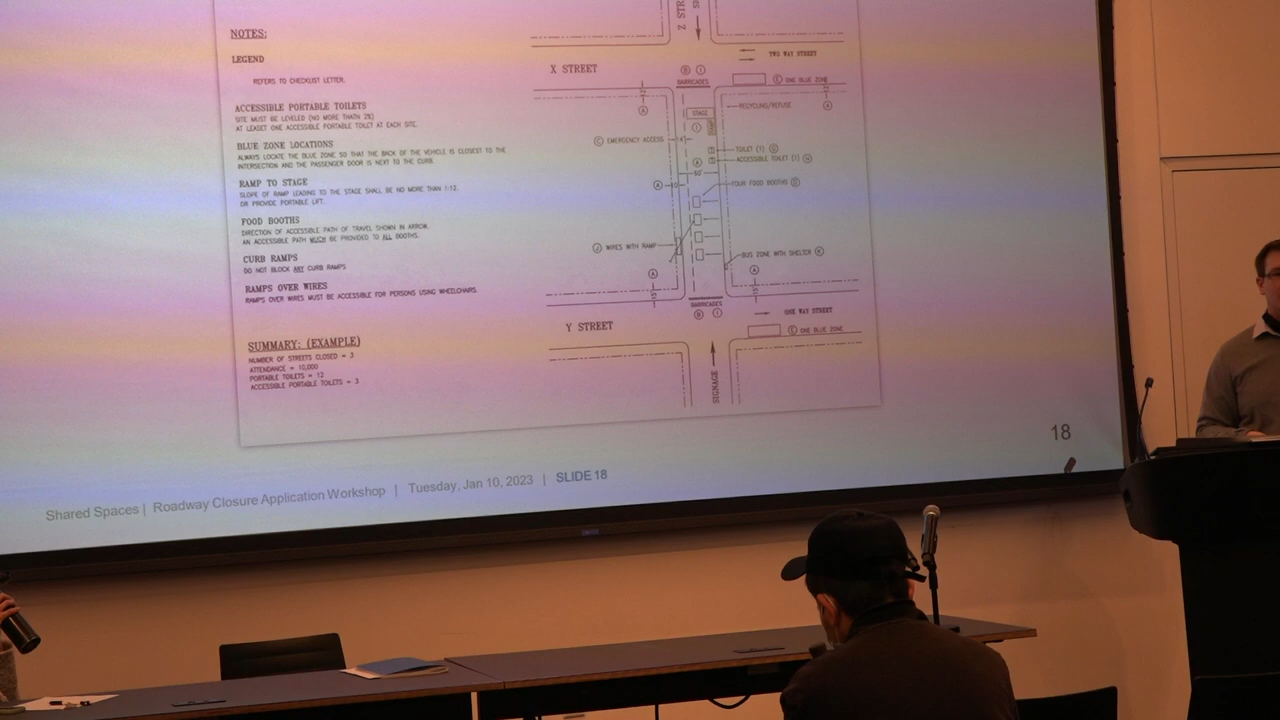 NOTES:
LEGEND
REFERS TO CHECKLIST LETTER.
ACCESSIBLE PORTABLE TOILETS
SITE MUST BE LEVELED (NO MORE THATN 2%)
AT LEAST ONE ACCESSIBLE PORTABLE TOILET AT EACH SITE.
BLUE ZONE LOCATIONS
ALWAYS LOCATE THE BLUE ZONE SO THAT THE BACK OF THE VEHICLE IS CLOSEST TO THE
INTERSECTION AND THE PASSENGER DOOR IS NEXT TO THE CURB.
RAMP TO STAGE
SLOPE OF RAMP LEADING TO THE STAGE SHALL BE NO MORE THAN 1:12.
OR PROVIDE PORTABLE LIFT.
FOOD BOOTHS
DIRECTION OF ACCESSIBLE PATH OF TRAVEL SHOWN IN ARROW.
AN ACCESSIBLE PATH MUCH BE PROVIDED TO ALL BOOTHS.
CURB RAMPS
DO NOT BLOCK ANY CURB RAMPS
RAMPS OVER WIRES
RAMPS OVER WIRES MUST BE ACCESSIBLE FOR PERSONS USING WHEELCHAIRS.
SUMMARY: (EXAMPLE)
NUMBER OF STREETS CLOSED = 3
ATTENDANCE = 10,000
PORTABLE TOILETS = 12
ACCESSIBLE PORTABLE TOILETS = 3
Z STR
TWO WAY STREET
X STREET
B I
BARRICADES
E ONE BLUE ZONE
A
A
RECYCLING/REFUSE
STAGE
I
C EMERGENCY ACCESS
14'
TOILET (1) G
ACCESSIBLE TOILET (1) H
A
A
FOUR FOOD BOOTHS D
J WIRES WITH RAMP
BUS ZONE WITH SHELTER K
A
A
15'
15'
BARRICADES
B I
ONE WAY STREET
Y STREET
E ONE BLUE ZONE
SIGNAGE
18
Shared Spaces | Roadway Closure Application Workshop | Tuesday, Jan 10, 2023 | SLIDE 18